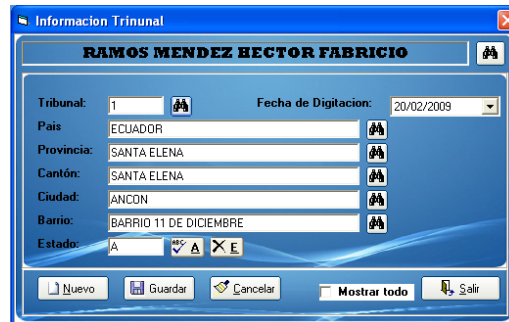 Informacion Trinunal
RAMOS MENDEZ HECTOR FABRICIO
Tribunal: 1 Fecha de Digitacion: 20/02/2009
Pais ECUADOR
Provincia: SANTA ELENA
Cantón: SANTA ELENA
Ciudad: ANCON
Barrio: BARRIO 11 DE DICIEMBRE
Estado: A ABC A E
Nuevo Guardar Cancelar Mostrar todo Salir